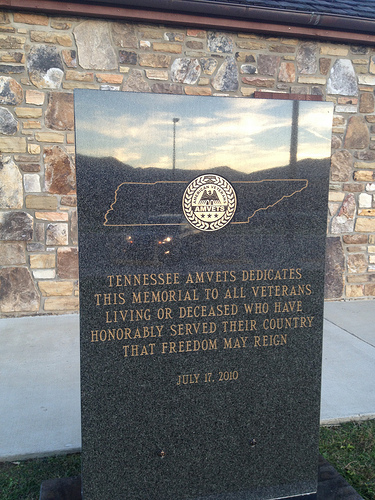 AMVETS
TENNESSEE AMVETS DEDICATES
THIS MEMORIAL TO ALL VETERANS
LIVING OR DECEASED WHO HAVE
HONORABLY SERVED THEIR COUNTRY
THAT FREEDOM MAY REIGN
JULY 17, 2010